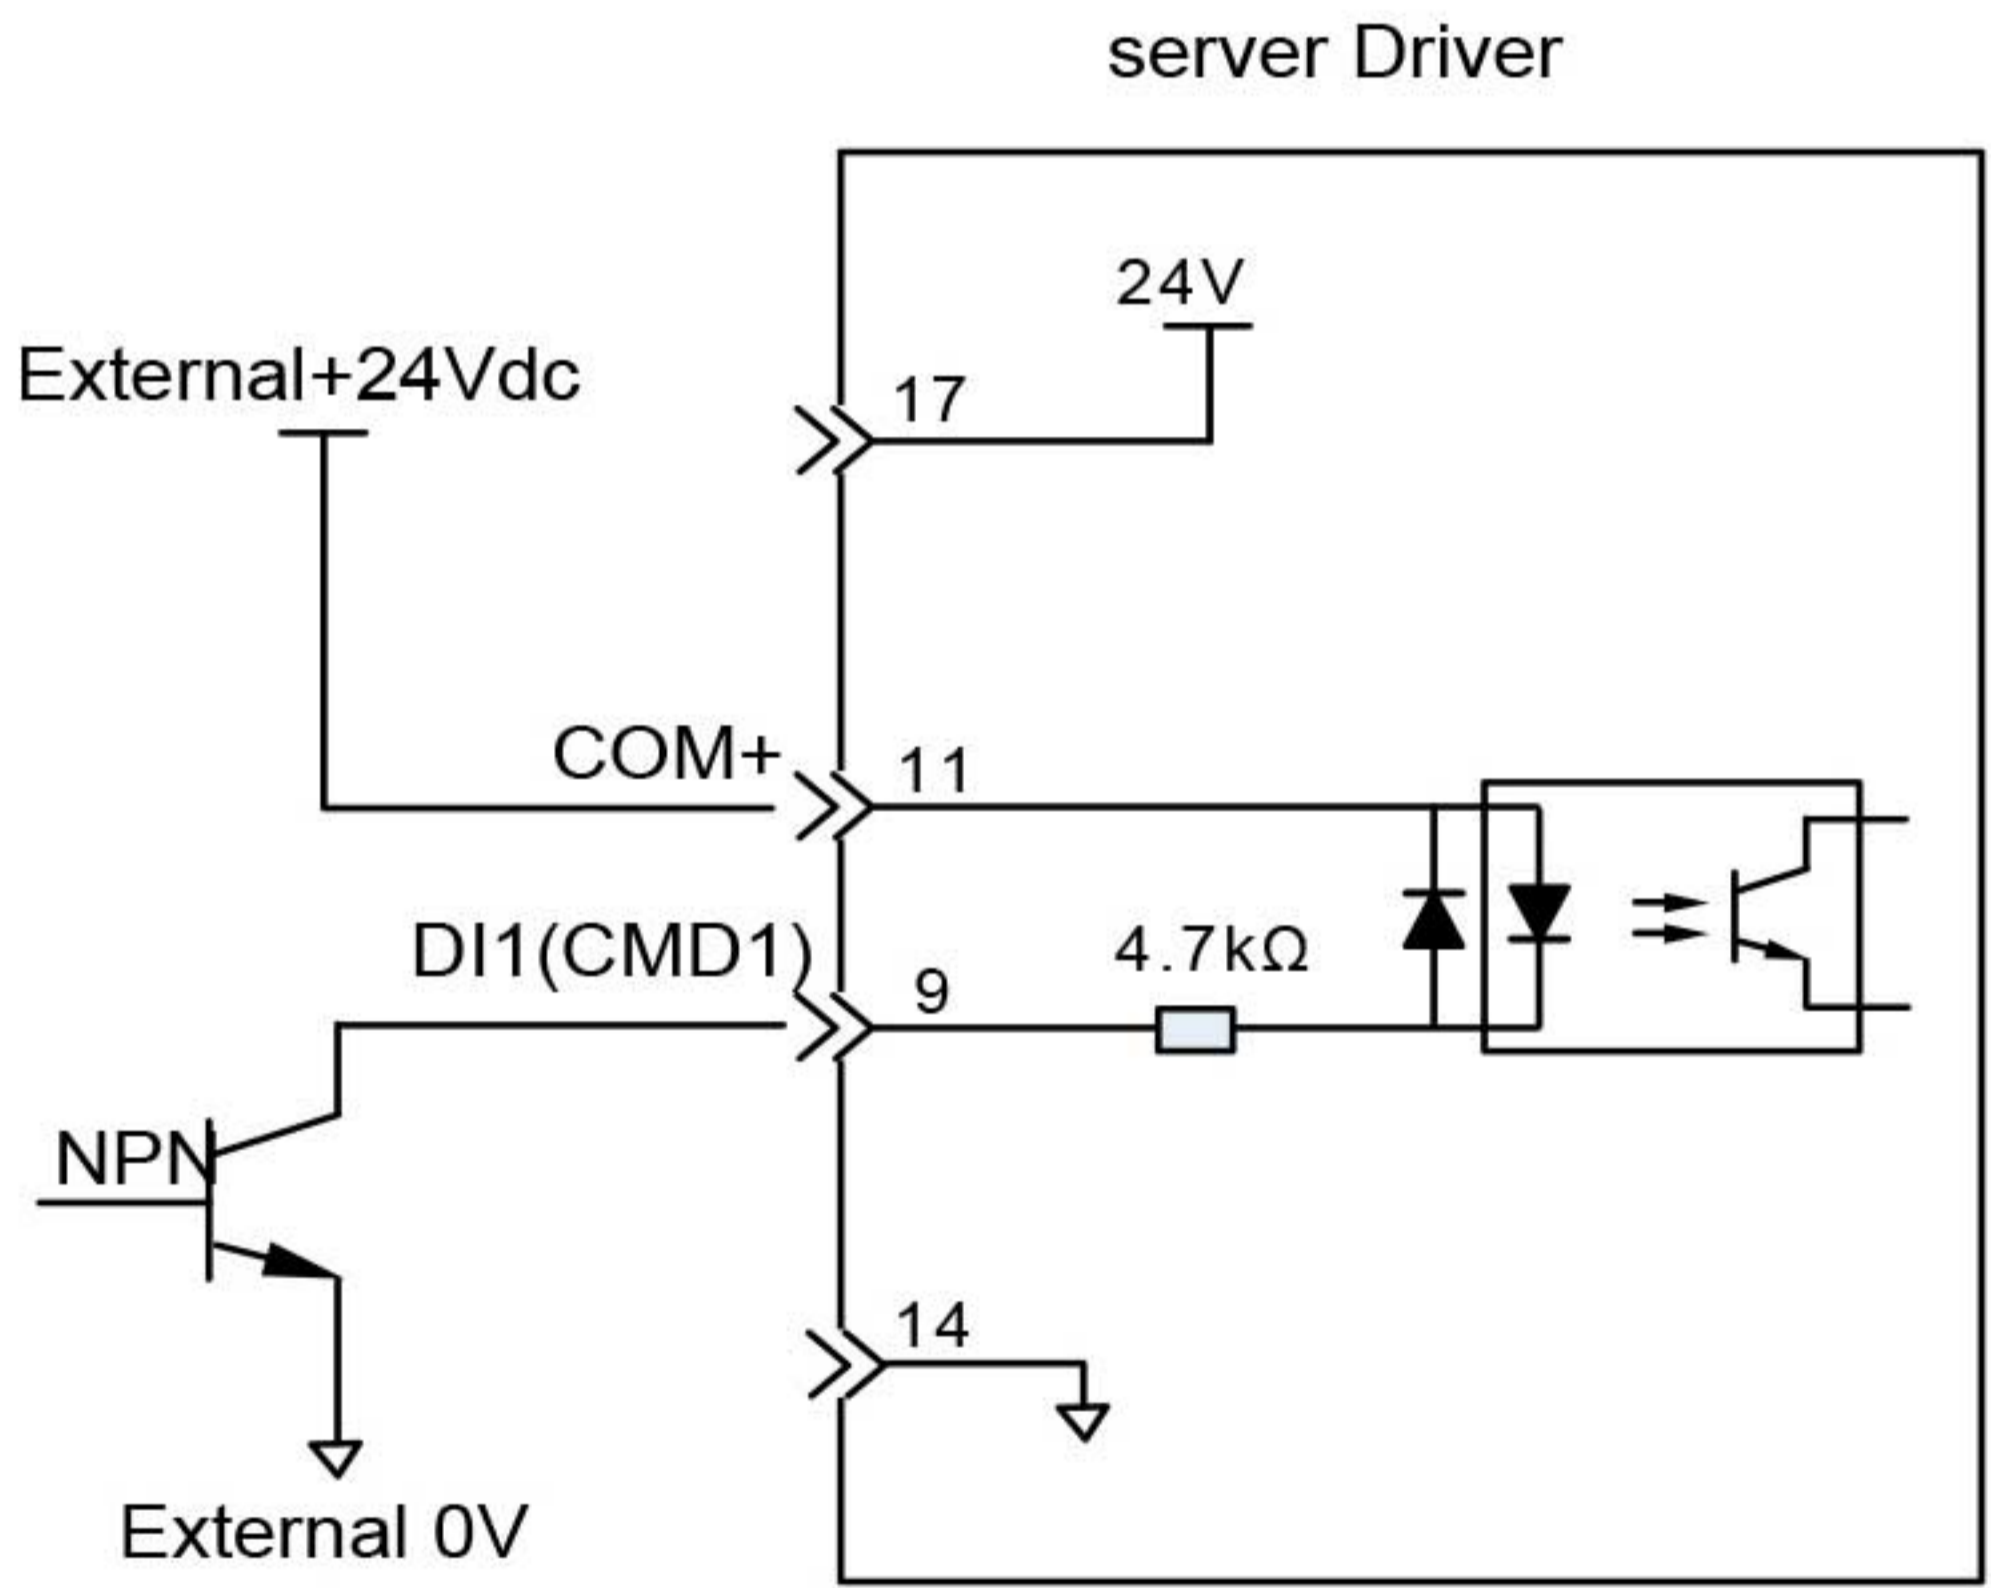 server Driver
24V
External+24Vdc
17
COM+
11
DI1(CMD1)
9
4.7kΩ
NPN
14
External 0V